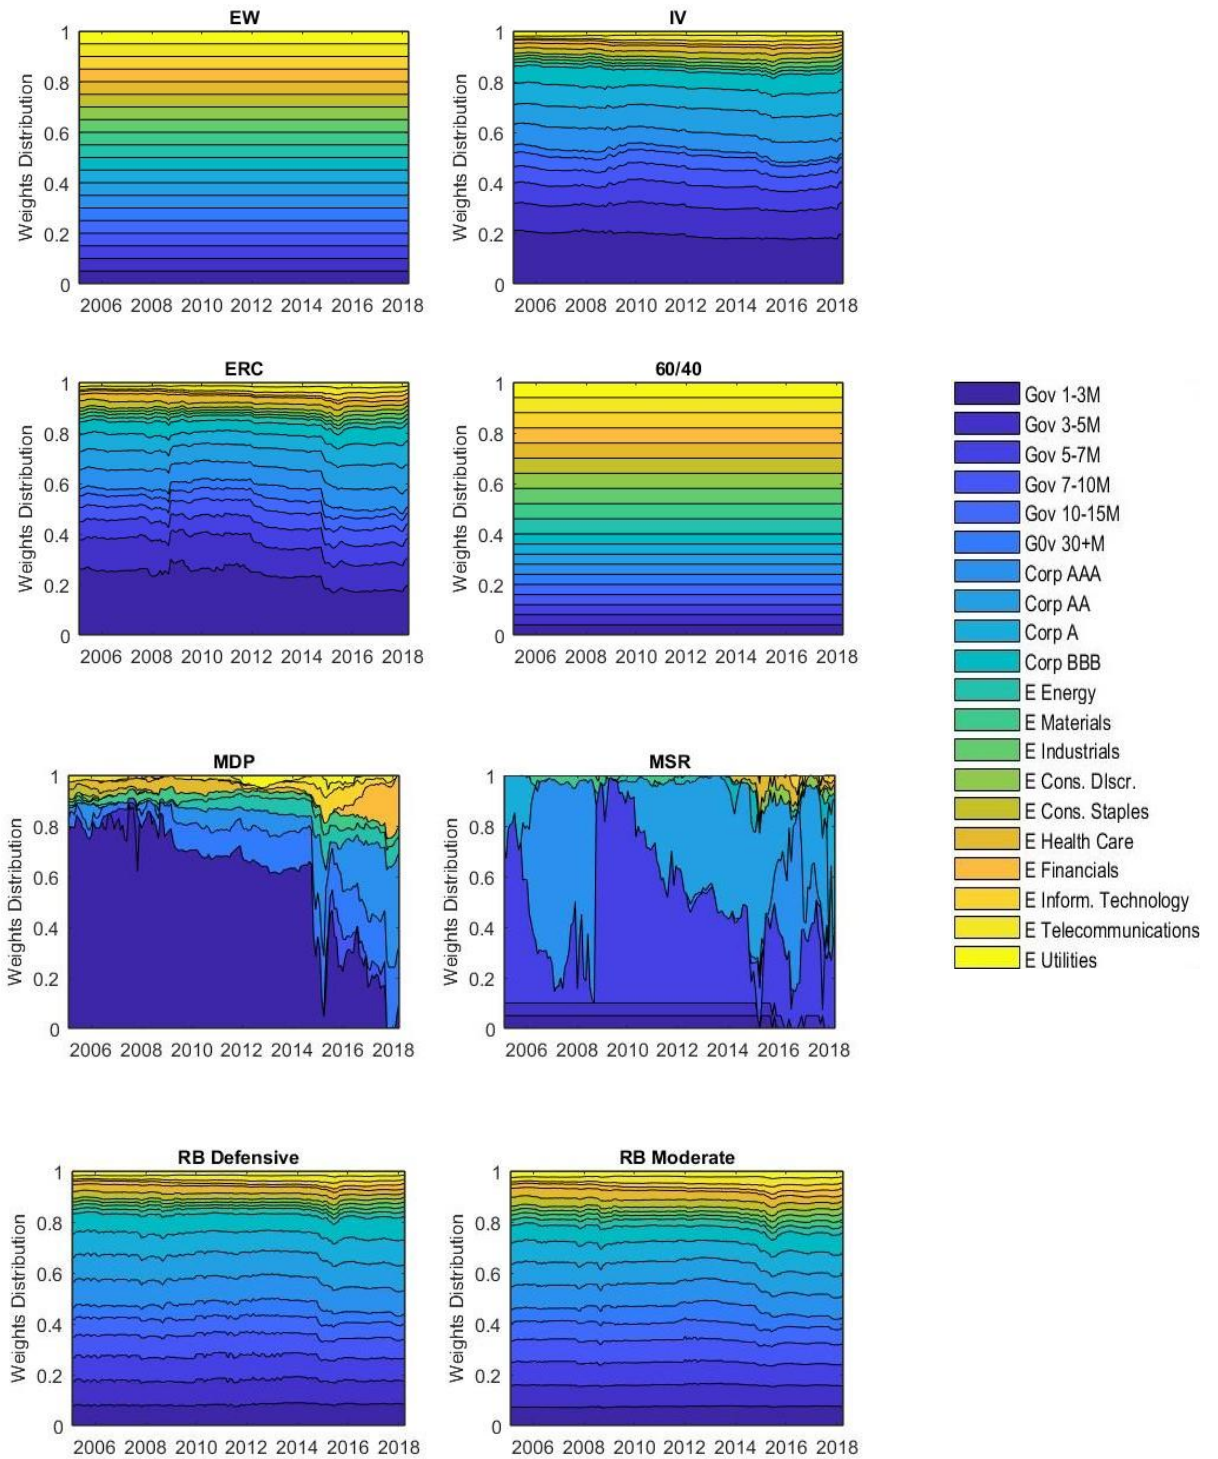 EW
Weights Distribution
1
0.8
0.6
0.4
0.2
0
2006 2008 2010 2012 2014 2016 2018
IV
Weights Distribution
1
0.8
0.6
0.4
0.2
0
2006 2008 2010 2012 2014 2016 2018
ERC
Weights Distribution
1
0.8
0.6
0.4
0.2
0
2006 2008 2010 2012 2014 2016 2018
60/40
Weights Distribution
1
0.8
0.6
0.4
0.2
0
2006 2008 2010 2012 2014 2016 2018
Gov 1-3M
Gov 3-5M
Gov 5-7M
Gov 7-10M
Gov 10-15M
G0v 30+M
Corp AAA
Corp AA
Corp A
Corp BBB
E Energy
E Materials
E Industrials
E Cons. DIscr.
E Cons. Staples
E Health Care
E Financials
E Inform. Technology
E Telecommunications
E Utilities
MDP
Weights Distribution
1
0.8
0.6
0.4
0.2
0
2006 2008 2010 2012 2014 2016 2018
MSR
Weights Distribution
1
0.8
0.6
0.4
0.2
0
2006 2008 2010 2012 2014 2016 2018
RB Defensive
Weights Distribution
1
0.8
0.6
0.4
0.2
0
2006 2008 2010 2012 2014 2016 2018
RB Moderate
Weights Distribution
1
0.8
0.6
0.4
0.2
0
2006 2008 2010 2012 2014 2016 2018